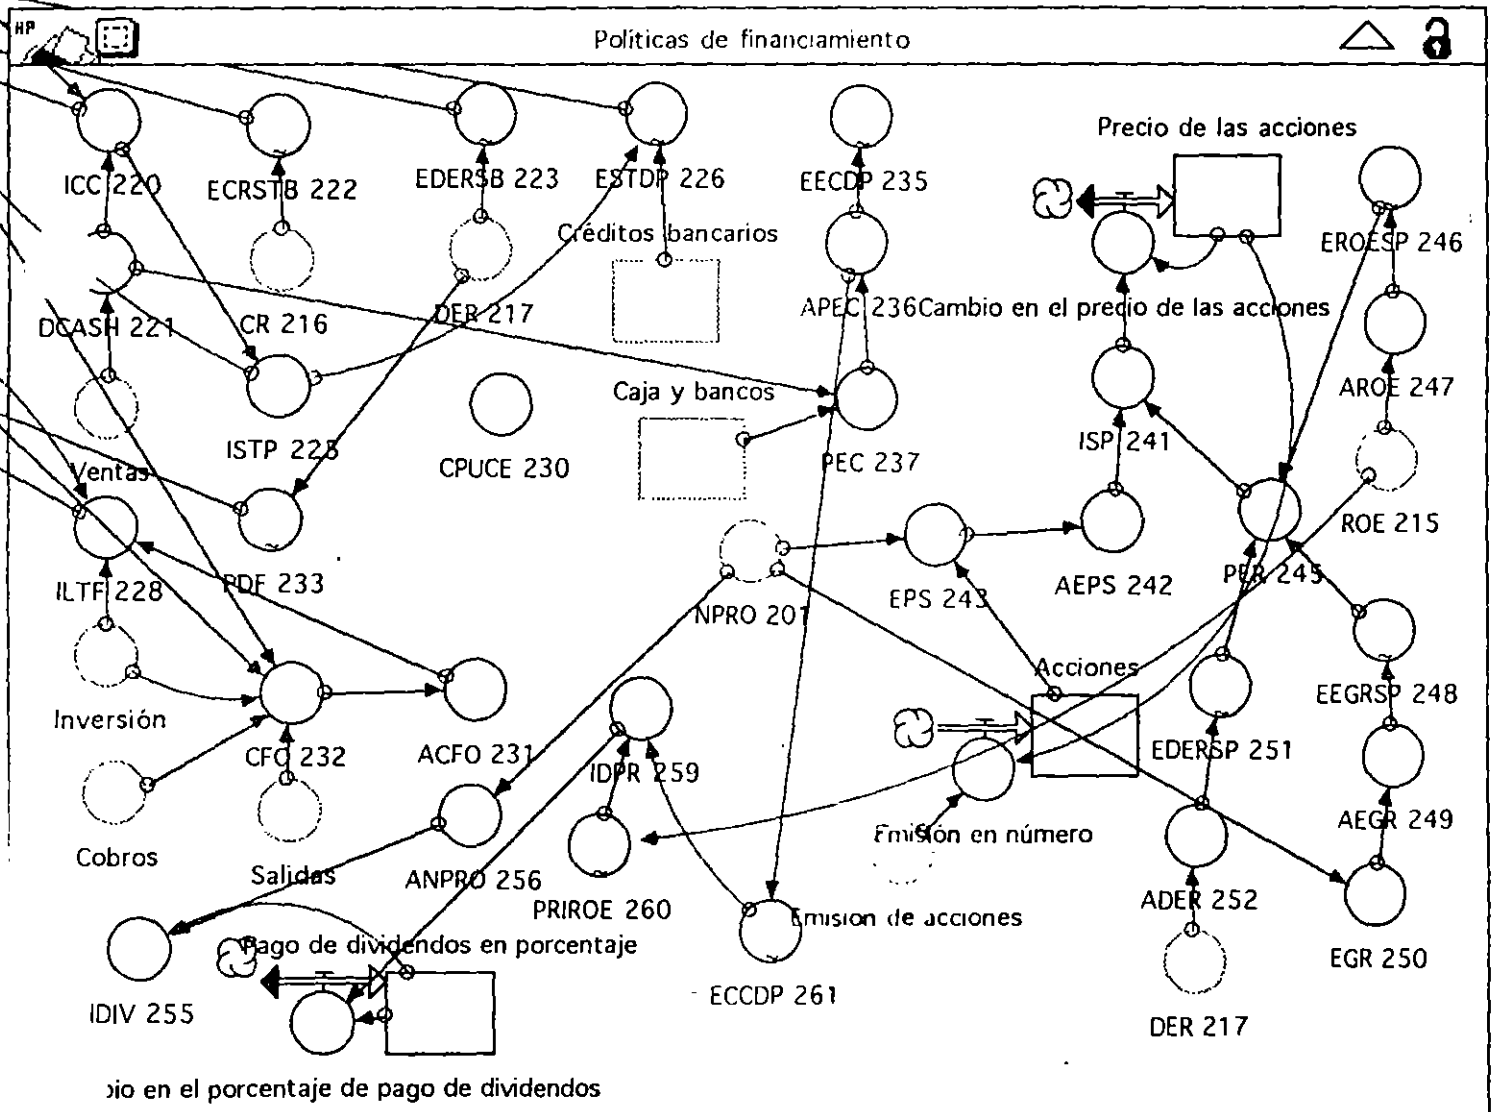 HP
Políticas de financiamiento
Precio de las acciones
ICC 220
ECRSTB 222
EDERSB 223
ESTDP 226
EECDP 235
EROESP 246
Créditos bancarios
DCASH 221
CR 216
DER 217
APEC 236
Cambio en el precio de las acciones
Caja y bancos
AROE 247
ISTP 225
CPUCE 230
PEC 237
ISP 241
Ventas
ROE 215
ILTF 228
PDF 233
NPRO 201
EPS 243
AEPS 242
PER 245
Acciones
EEGRSP 248
Inversión
CFO 232
ACFO 231
IDPR 259
EDERSP 251
AEGR 249
Cobros
Salidas
ANPRO 256
PRIROE 260
Emisión en número
ADER 252
Emisión de acciones
Pago de dividendos en porcentaje
EGR 250
IDIV 255
ECCDP 261
DER 217
io en el porcentaje de pago de dividendos